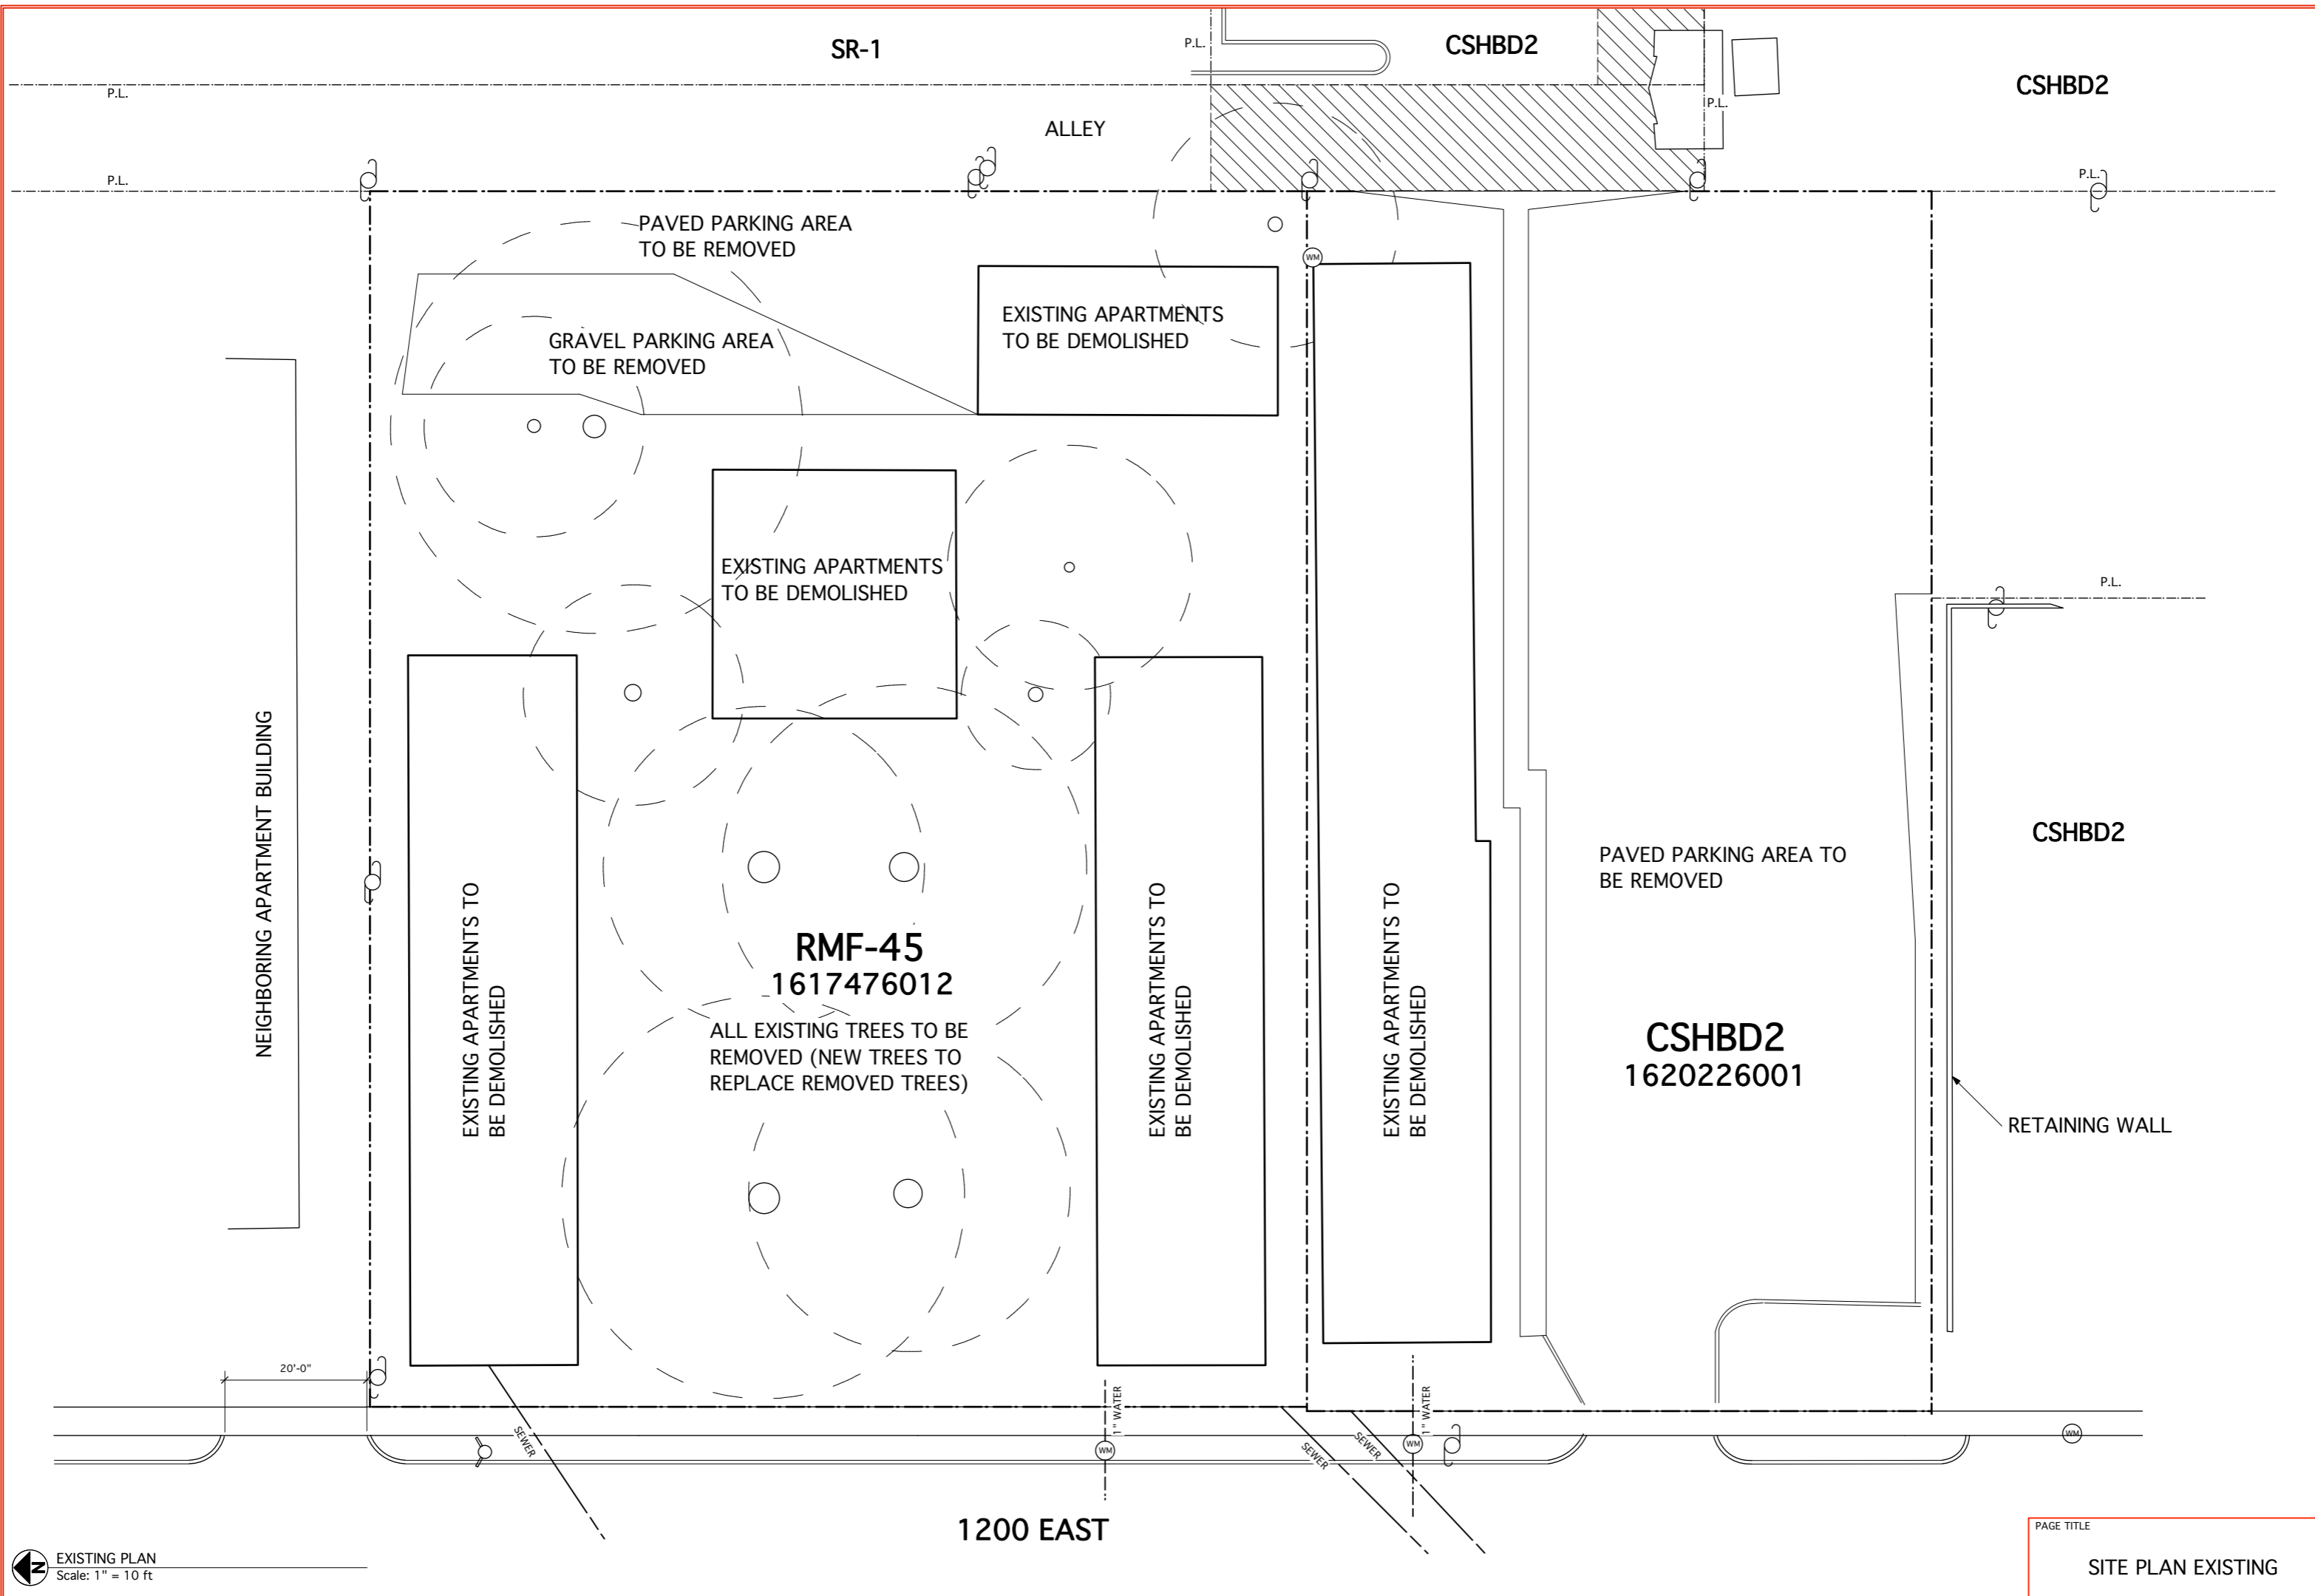 SR-1
P.L.
CSHBD2
CSHBD2
P.L.
P.L.
ALLEY
P.L.
P.L.
PAVED PARKING AREA
TO BE REMOVED
WM
EXISTING APARTMENTS
TO BE DEMOLISHED
GRAVEL PARKING AREA
TO BE REMOVED
EXISTING APARTMENTS
TO BE DEMOLISHED
P.L.
NEIGHBORING APARTMENT BUILDING
CSHBD2
PAVED PARKING AREA TO
BE REMOVED
EXISTING APARTMENTS TO
BE DEMOLISHED
RMF-45
1617476012
ALL EXISTING TREES TO BE
REMOVED (NEW TREES TO
REPLACE REMOVED TREES)
EXISTING APARTMENTS TO
BE DEMOLISHED
EXISTING APARTMENTS TO
BE DEMOLISHED
CSHBD2
1620226001
RETAINING WALL
20'-0"
SEWER
1" WATER
WM
SEWER
SEWER
1" WATER
WM
WM
1200 EAST
N
EXISTING PLAN
Scale: 1" = 10 ft
PAGE TITLE
SITE PLAN EXISTING